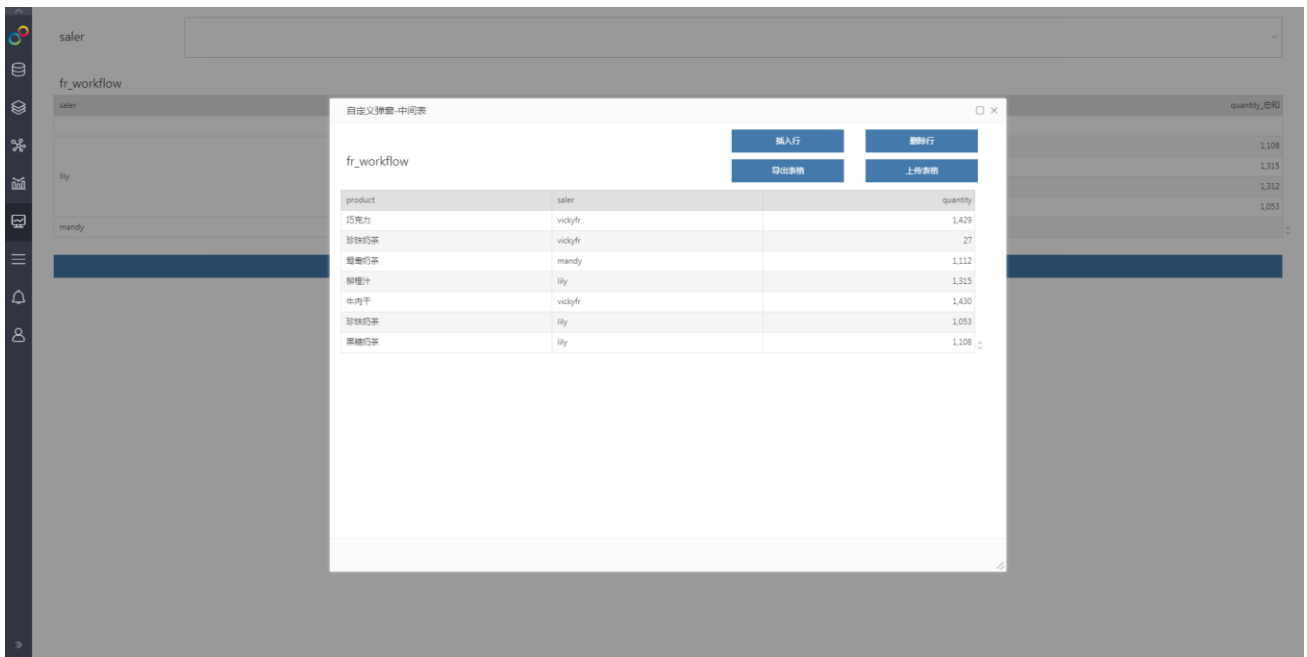 saler
fr_workflow
saler quantity_总和
1,108
1,315
lily
1,312
1,053
mandy
自定义弹窗-中间表
插入行 删除行
fr_workflow
导出表格 上传表格
product saler quantity
巧克力 vickyfr 1,429
珍珠奶茶 vickyfr 27
鸳鸯奶茶 mandy 1,112
柳橙汁 lily 1,315
牛肉干 vickyfr 1,430
珍珠奶茶 lily 1,053
黑糖奶茶 lily 1,108